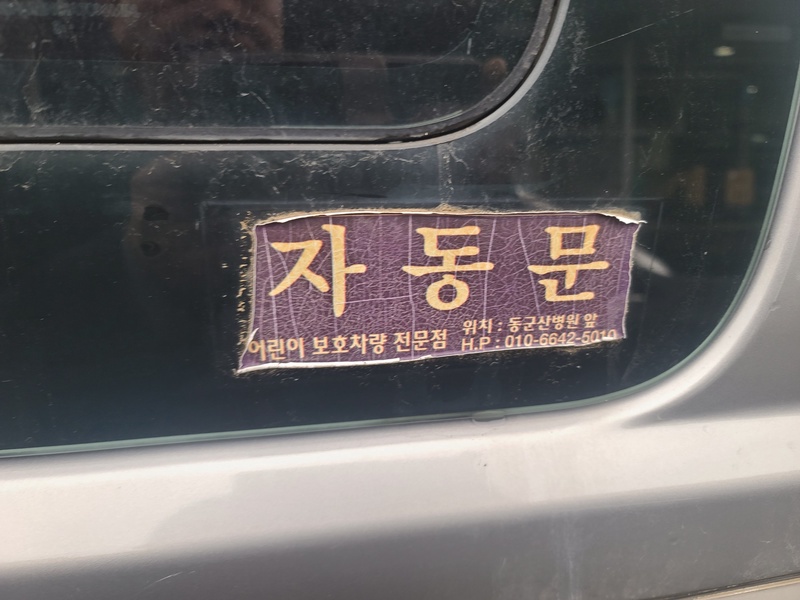 자동문
어린이 보호차량 전문점
위치 : 동군산병원 앞
H.P : 010-6642-5010